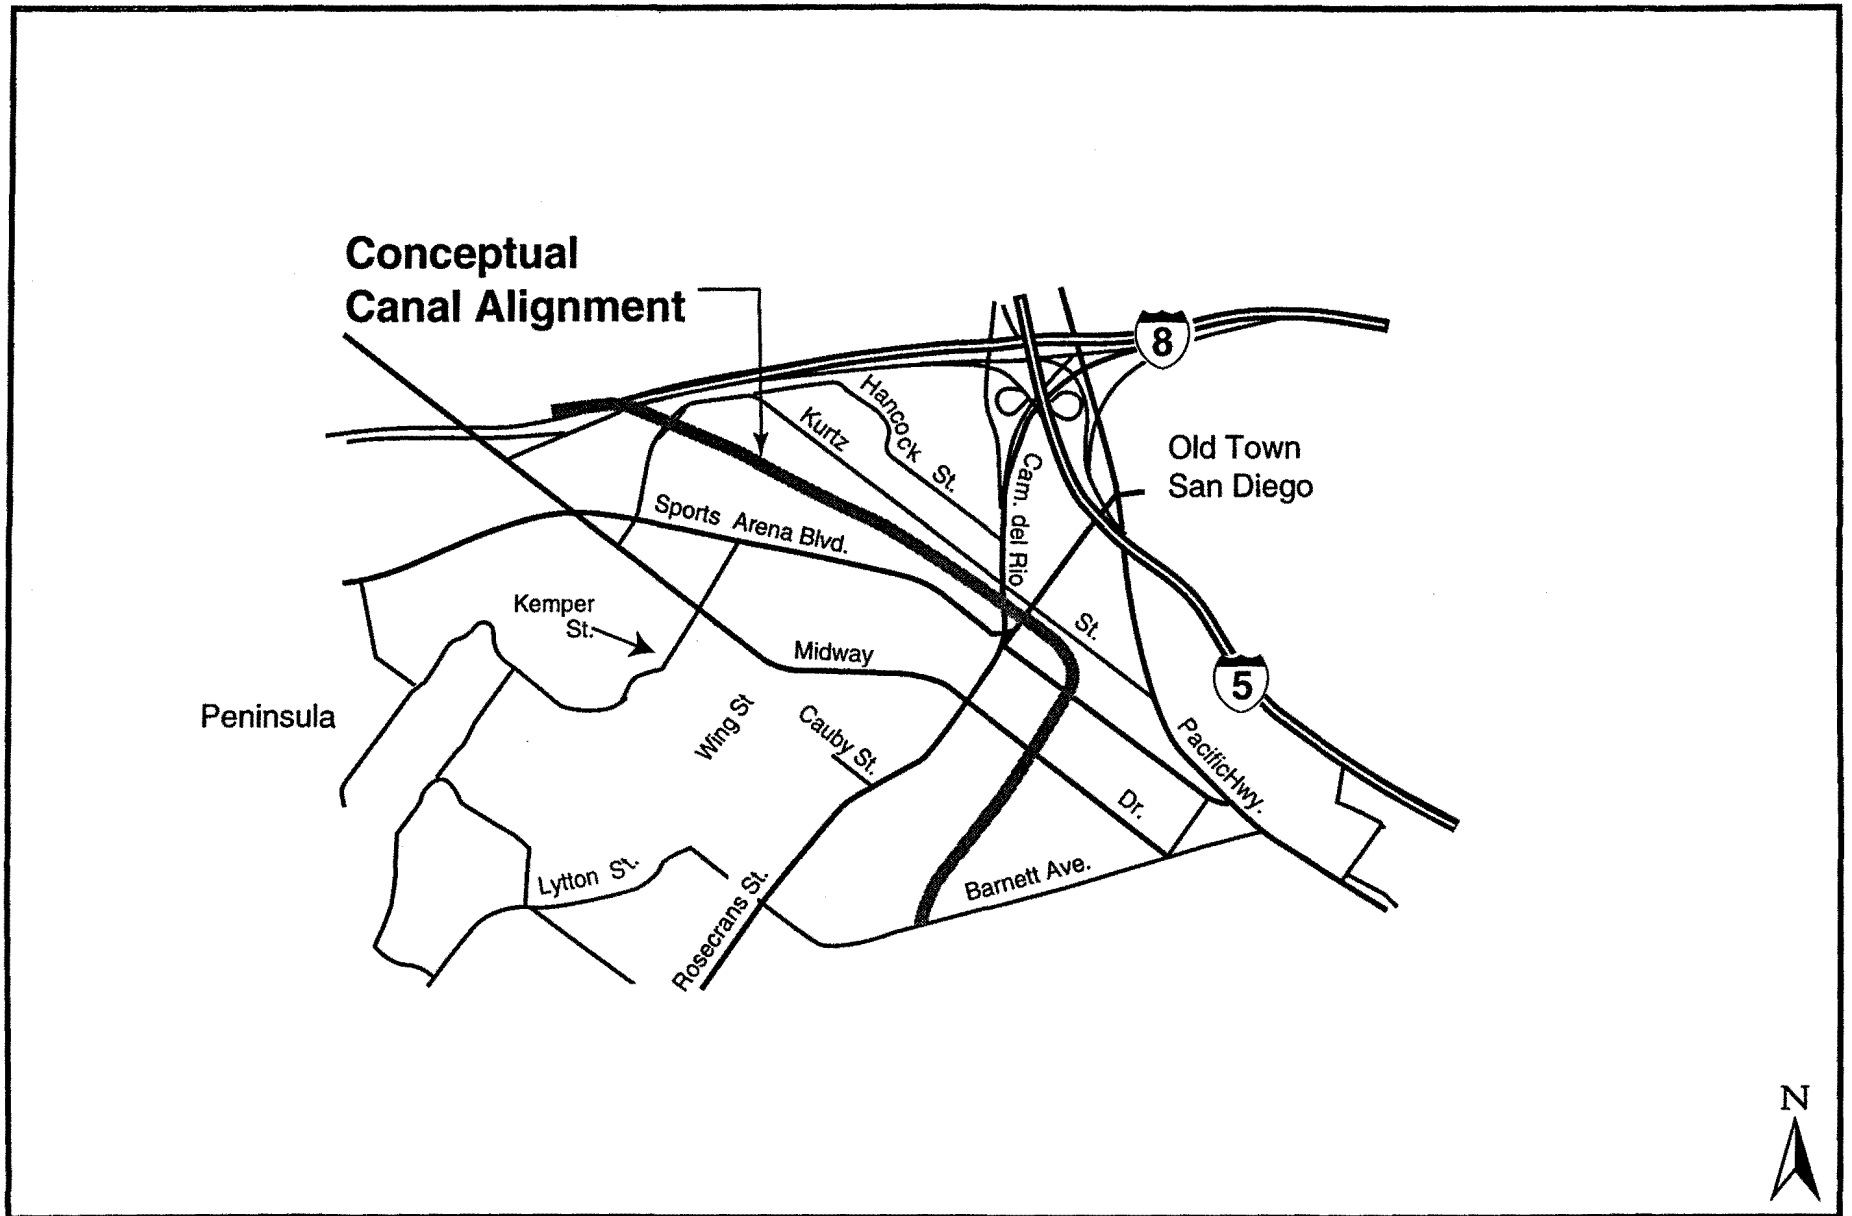 Conceptual
Canal Alignment
8
Hancock St.
Kurtz
St.
Old Town
San Diego
Cam. del Rio
Sports Arena Blvd.
Kemper
St.
Midway
Dr.
5
Peninsula
Wing St
Cauby St.
PacificHwy.
Lytton St.
Barnett Ave.
Rosecrans St.
N